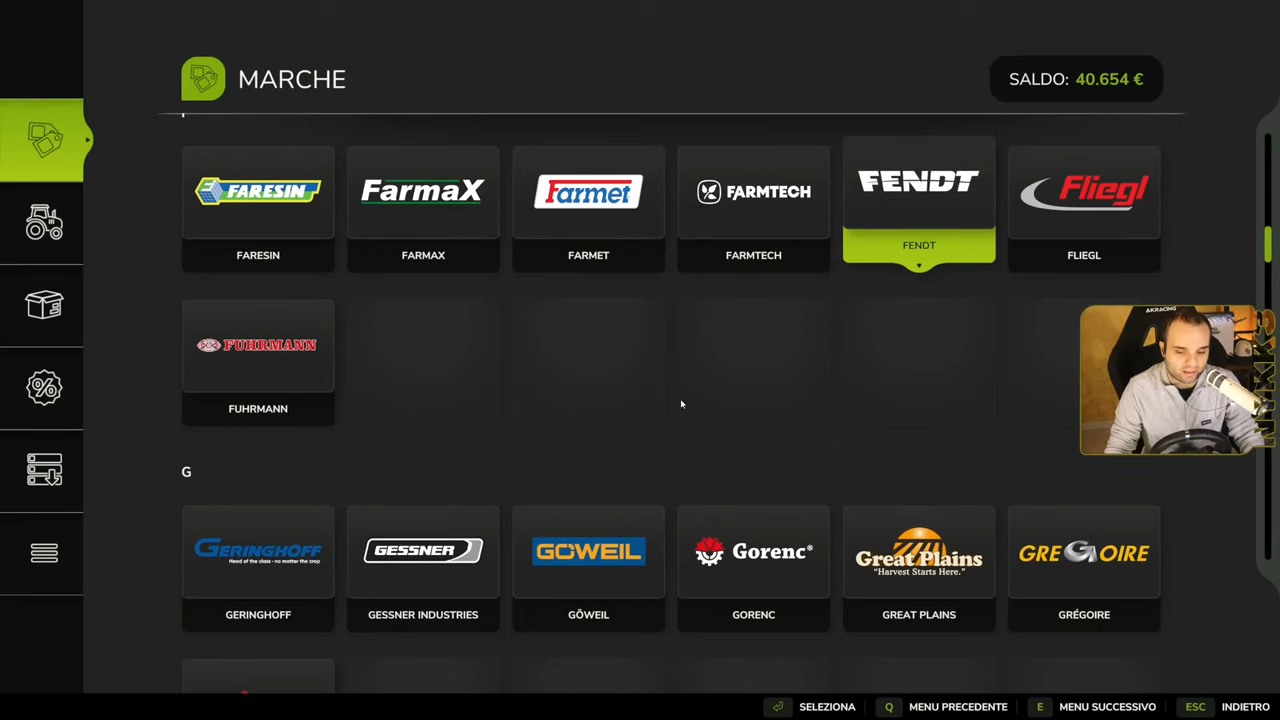 MARCHE
SALDO: 40.654 €
FARESIN
FarmaX
Farmet
FARMTECH
FENDT
Fliegl
FARESIN
FARMAX
FARMET
FARMTECH
FENDT
FLIEGL
FUHRMANN
FUHRMANN
AKRACING
NYKK3
G
GERINGHOFF
Head of the class - no matter the crop
GESSNER
GÖWEIL
Gorenc®
Great Plains
"Harvest Starts Here."
GREGOIRE
GERINGHOFF
GESSNER INDUSTRIES
GÖWEIL
GORENC
GREAT PLAINS
GRÉGOIRE
SELEZIONA
Q MENU PRECEDENTE
E MENU SUCCESSIVO
ESC INDIETRO